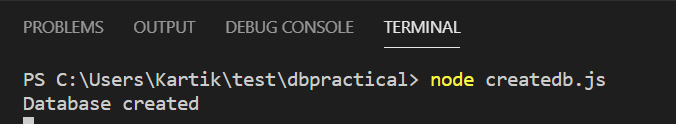 PROBLEMS OUTPUT DEBUG CONSOLE TERMINAL
PS C:\Users\Kartik\test\dbpractical> node createdb.js
Database created